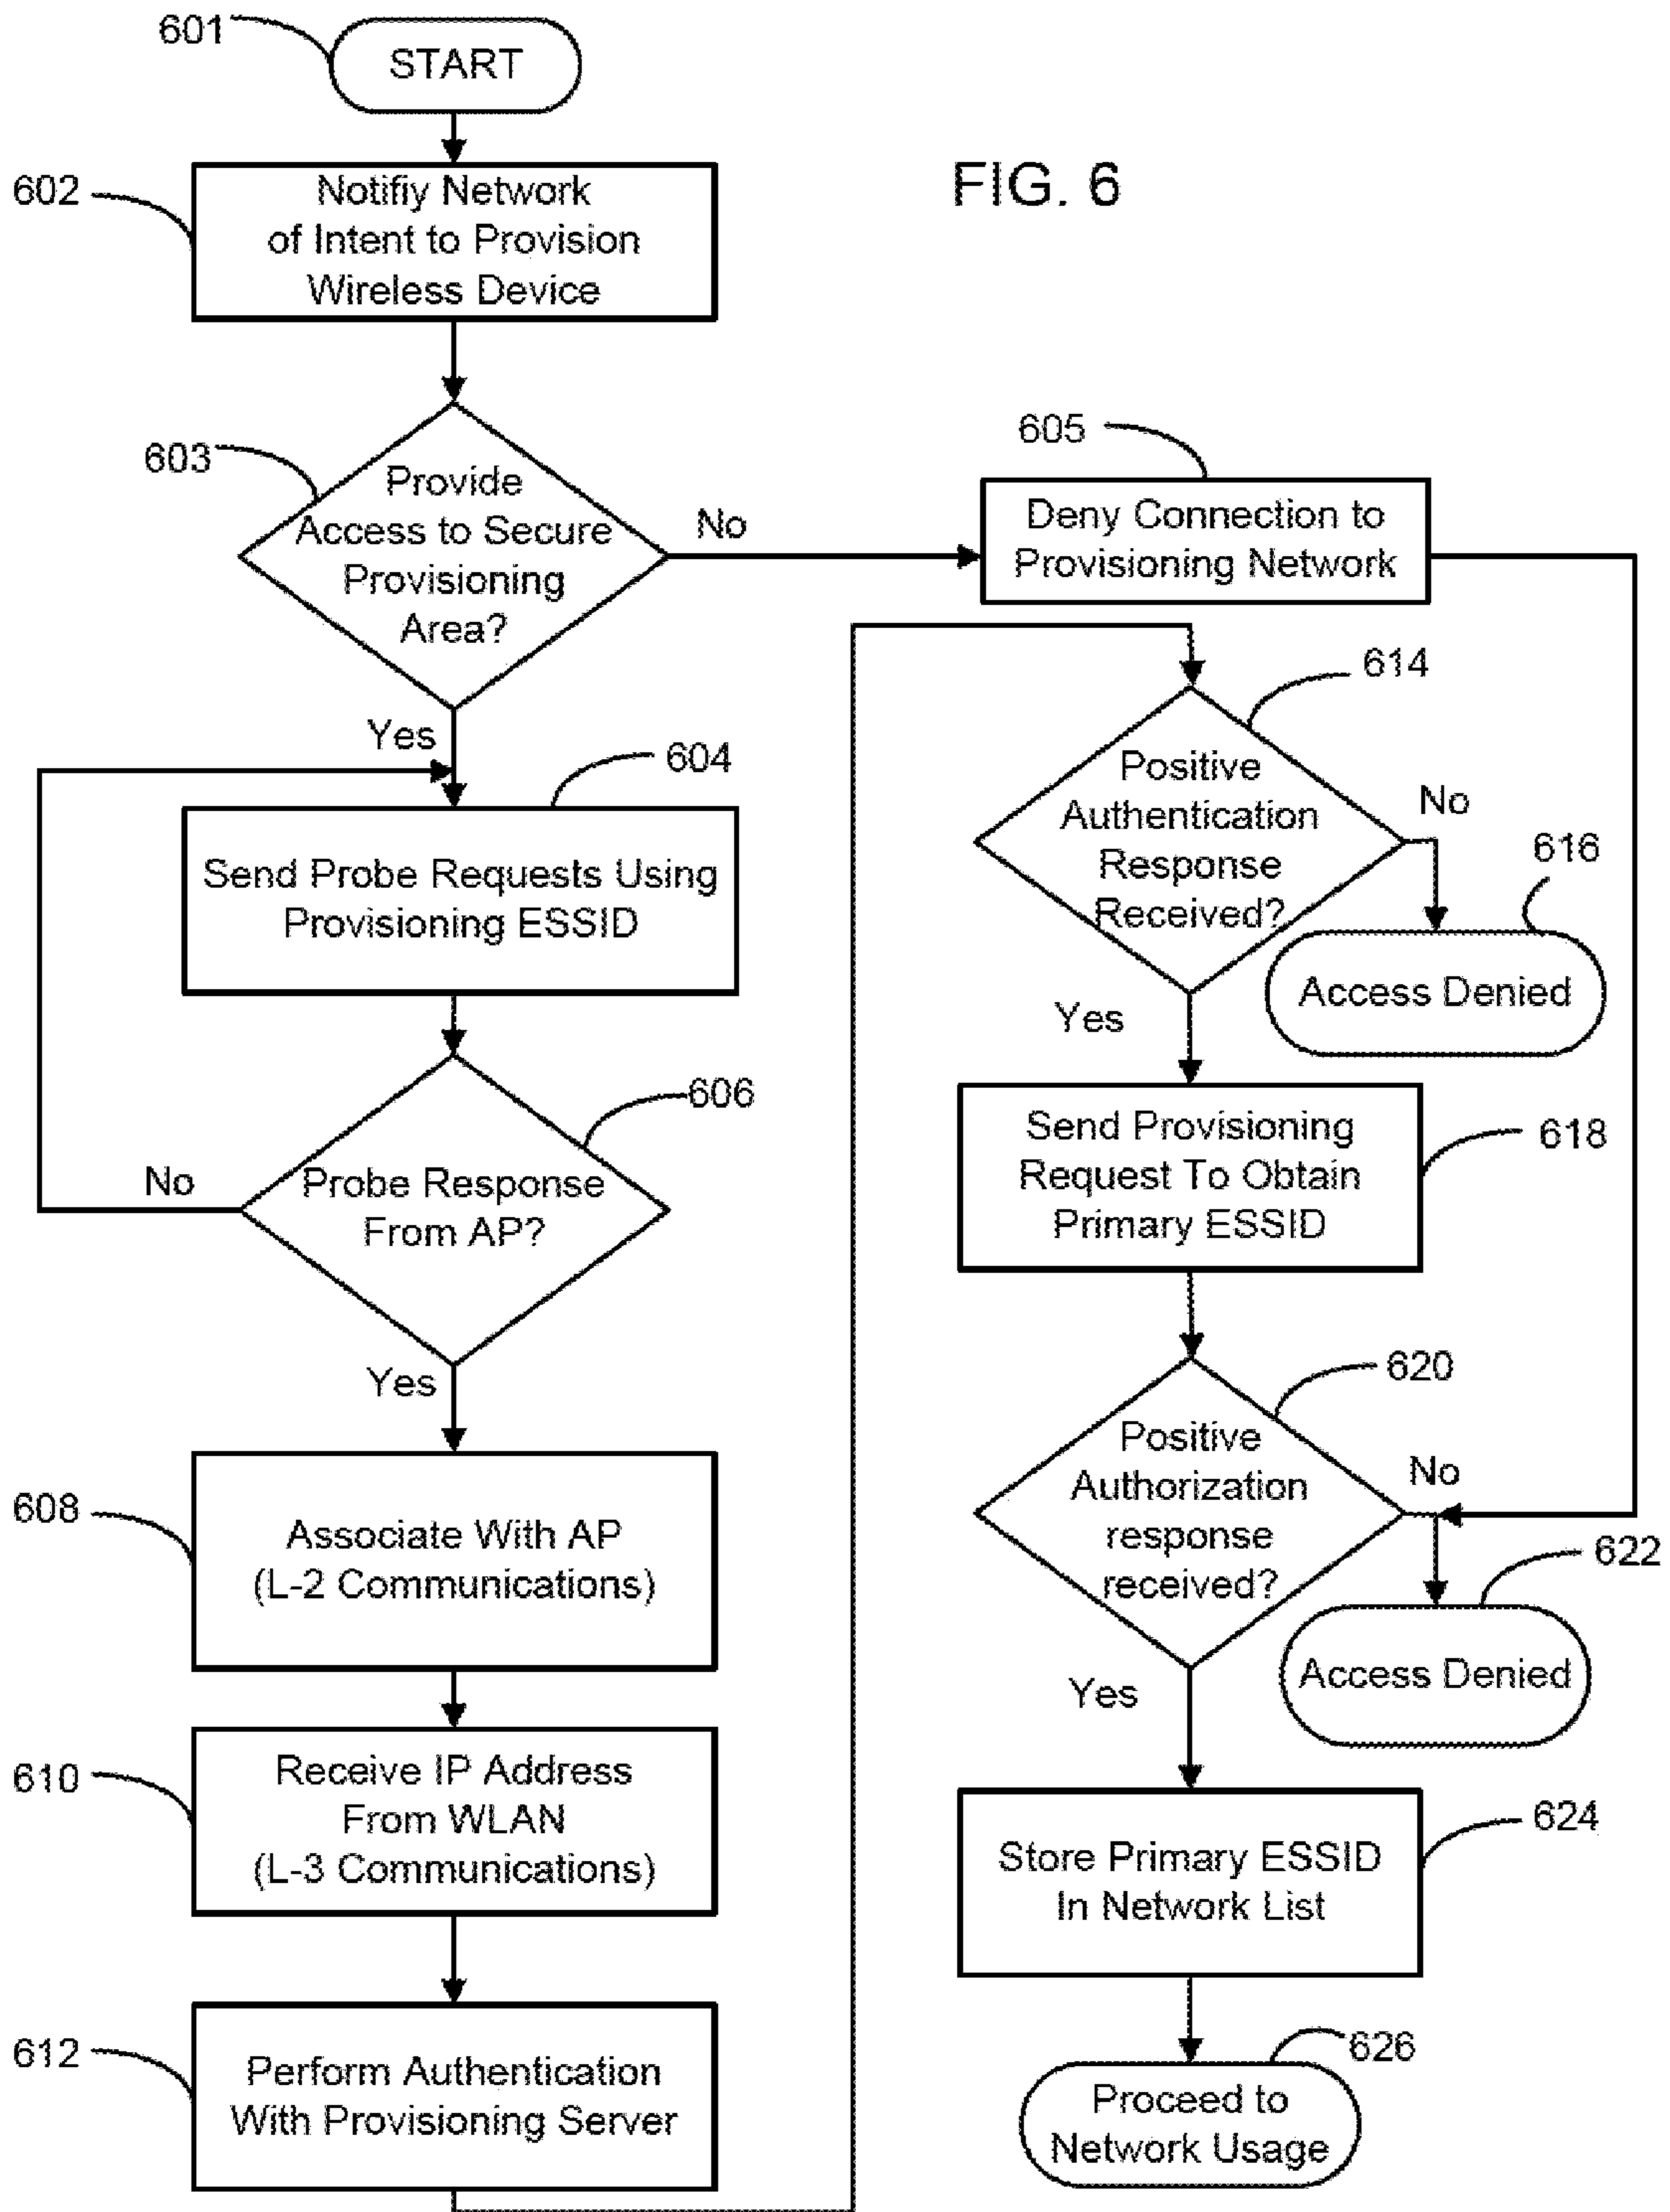 601
START
FIG. 6
602
Notifiy Network
of Intent to Provision
Wireless Device
603
Provide
Access to Secure
Provisioning
Area?
No
Yes
605
Deny Connection to
Provisioning Network
604
Send Probe Requests Using
Provisioning ESSID
606
Probe Response
From AP?
No
Yes
608
Associate With AP
(L-2 Communications)
610
Receive IP Address
From WLAN
(L-3 Communications)
612
Perform Authentication
With Provisioning Server
614
Positive
Authentication
Response
Received?
No
616
Access Denied
Yes
Send Provisioning
Request To Obtain
Primary ESSID
618
620
Positive
Authorization
response
received?
No
622
Access Denied
Yes
624
Store Primary ESSID
In Network List
626
Proceed to
Network Usage